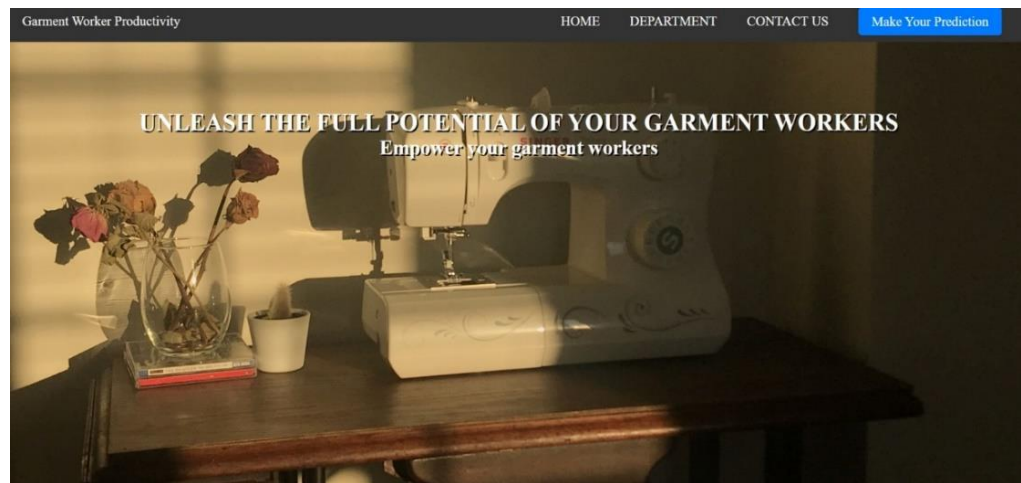 Garment Worker Productivity
HOME DEPARTMENT CONTACT US Make Your Prediction
UNLEASH THE FULL POTENTIAL OF YOUR GARMENT WORKERS
Empower your garment workers
SINGER